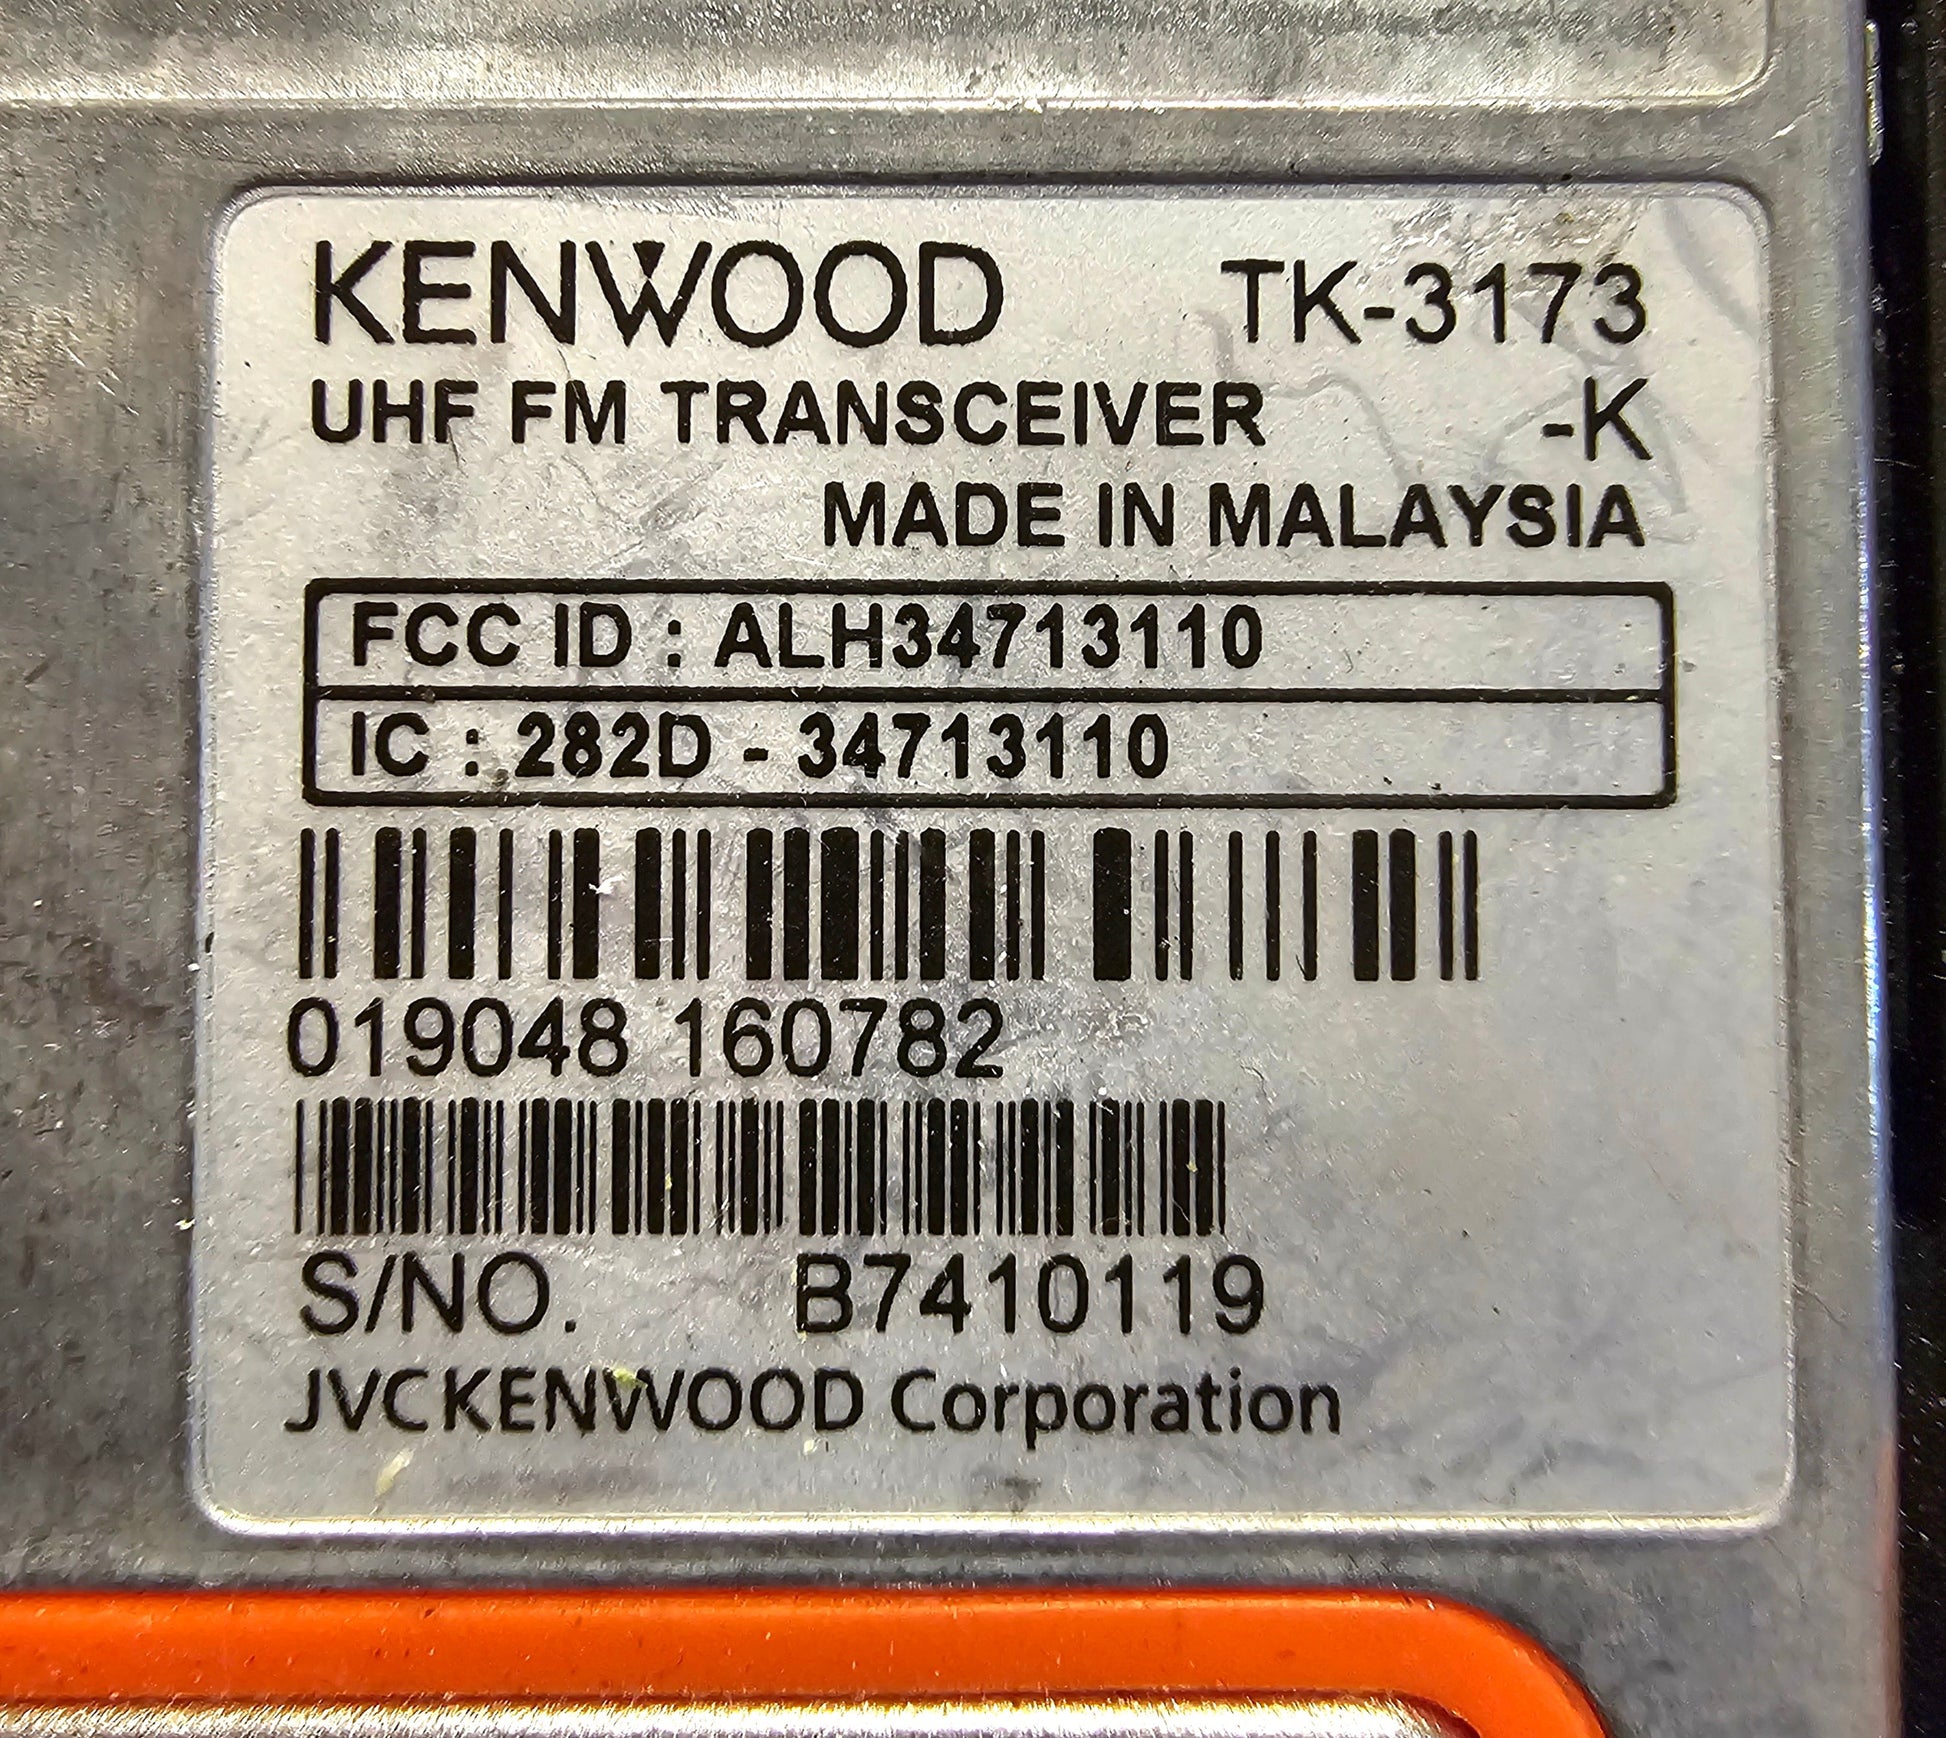 KENWOOD TK-3173
UHF FM TRANSCEIVER -K
MADE IN MALAYSIA
FCC ID : ALH34713110
IC : 282D - 34713110
019048 160782
S/NO. B7410119
JVCKENWOOD Corporation